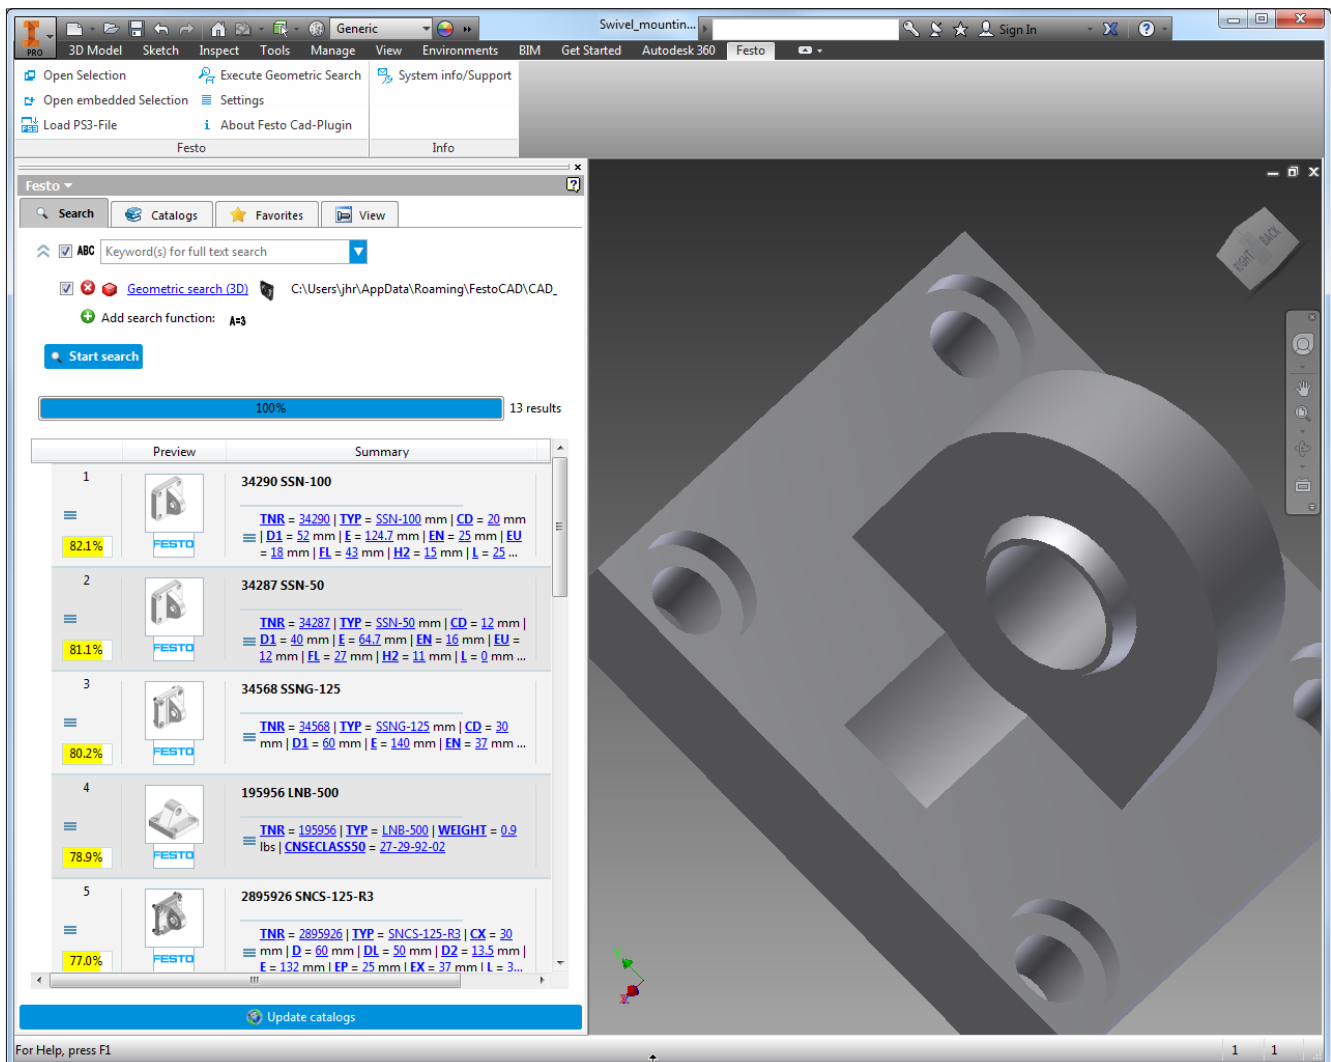 Generic
Swivel_mountin...
Sign In
PRO
3D Model Sketch Inspect Tools Manage View Environments BIM Get Started Autodesk 360 Festo
Open Selection Execute Geometric Search System info/Support
Open embedded Selection Settings
Load PS3-File About Festo Cad-Plugin
Festo Info
Festo
Search Catalogs Favorites View
ABC Keyword(s) for full text search
Geometric search (3D) C:\Users\jhr\AppData\Roaming\FestoCAD\CAD_
Add search function: A=3
Start search
100% 13 results
Preview Summary
1
34290 SSN-100
TNR = 34290 | TYP = SSN-100 mm | CD = 20 mm
| D1 = 52 mm | E = 124.7 mm | EN = 25 mm | EU
= 18 mm | FL = 43 mm | H2 = 15 mm | L = 25 ...
82.1% FESTO
2
34287 SSN-50
TNR = 34287 | TYP = SSN-50 mm | CD = 12 mm |
D1 = 40 mm | E = 64.7 mm | EN = 16 mm | EU =
12 mm | FL = 27 mm | H2 = 11 mm | L = 0 mm ...
81.1% FESTO
3
34568 SSNG-125
TNR = 34568 | TYP = SSNG-125 mm | CD = 30
mm | D1 = 60 mm | E = 140 mm | EN = 37 mm ...
80.2% FESTO
4
195956 LNB-500
TNR = 195956 | TYP = LNB-500 | WEIGHT = 0.9
lbs | CNSECLASS50 = 27-29-92-02
78.9% FESTO
5
2895926 SNCS-125-R3
TNR = 2895926 | TYP = SNCS-125-R3 | CX = 30
mm | D = 60 mm | DL = 50 mm | D2 = 13.5 mm |
E = 132 mm | EP = 25 mm | EX = 37 mm | L = 3...
77.0% FESTO
Update catalogs
RIGHT BACK
For Help, press F1
1 1